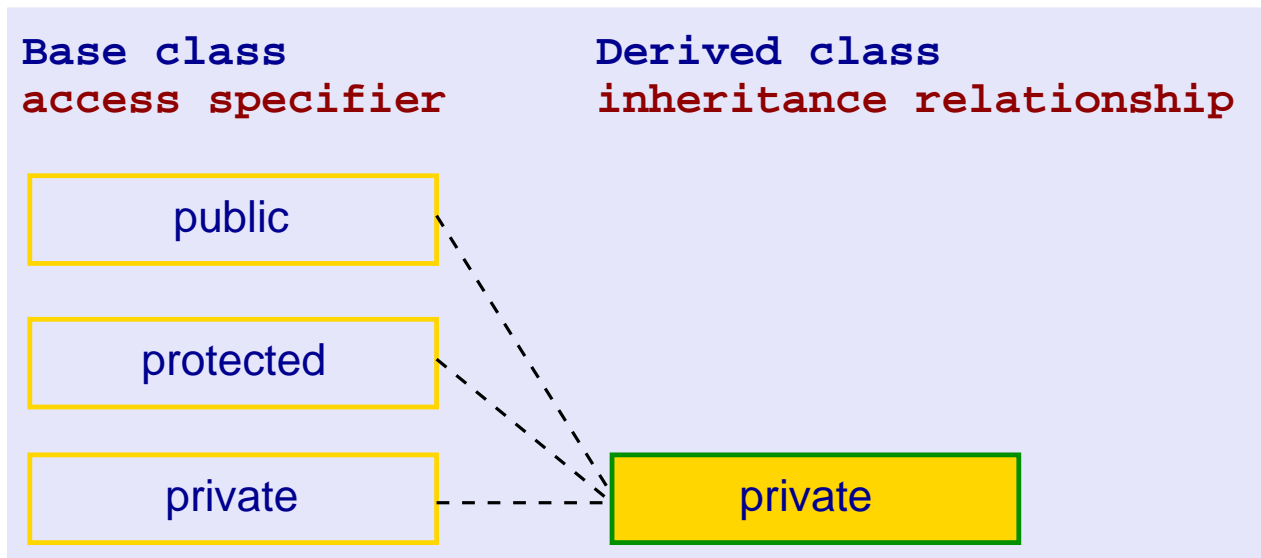 Base class
access specifier
Derived class
inheritance relationship
public
protected
private
private